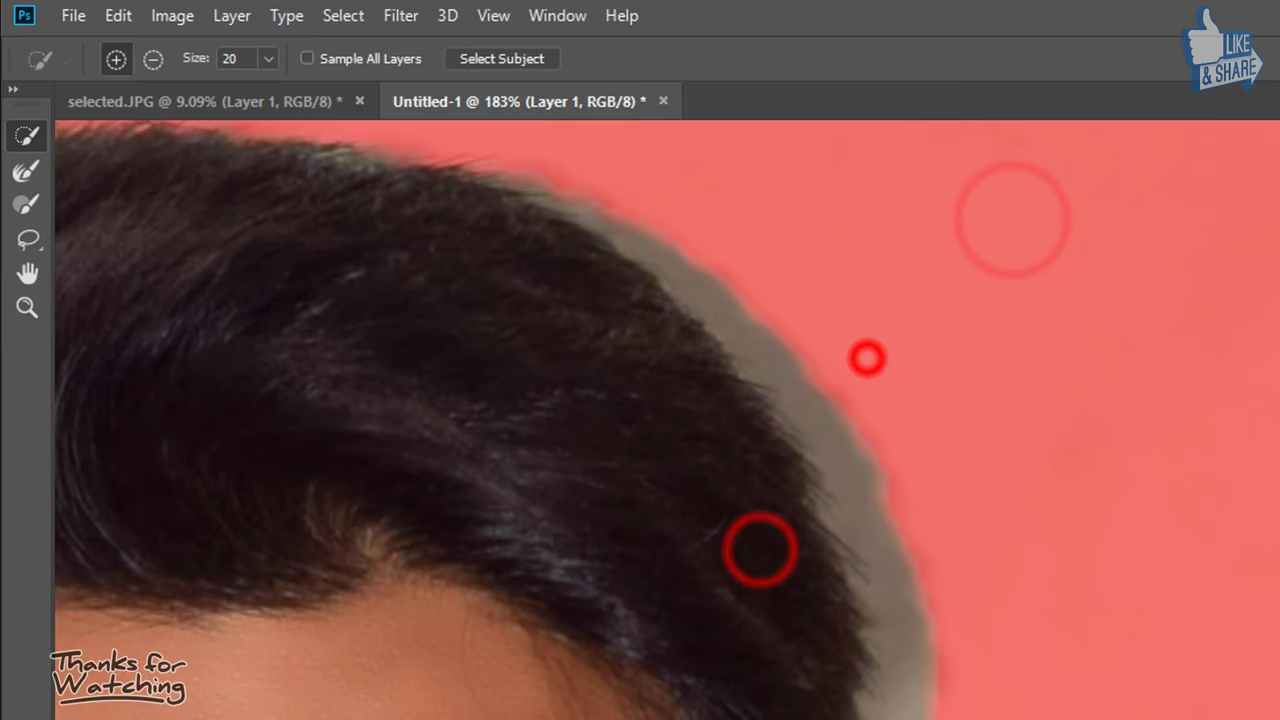 Ps File Edit Image Layer Type Select Filter 3D View Window Help
LIKE
& SHARE
Size: 20 Sample All Layers Select Subject
selected.JPG @ 9.09% (Layer 1, RGB/8) * × Untitled-1 @ 183% (Layer 1, RGB/8) * ×
Thanks for
Watching